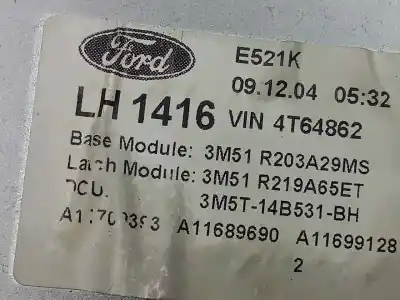 Ford
E521K
09.12.04 05:32
LH 1416 VIN 4T64862
Base Module: 3M51 R203A29MS
Latch Module: 3M51 R219A65ET
DCU: 3M5T-14B531-BH
A11689690 A11699128
2